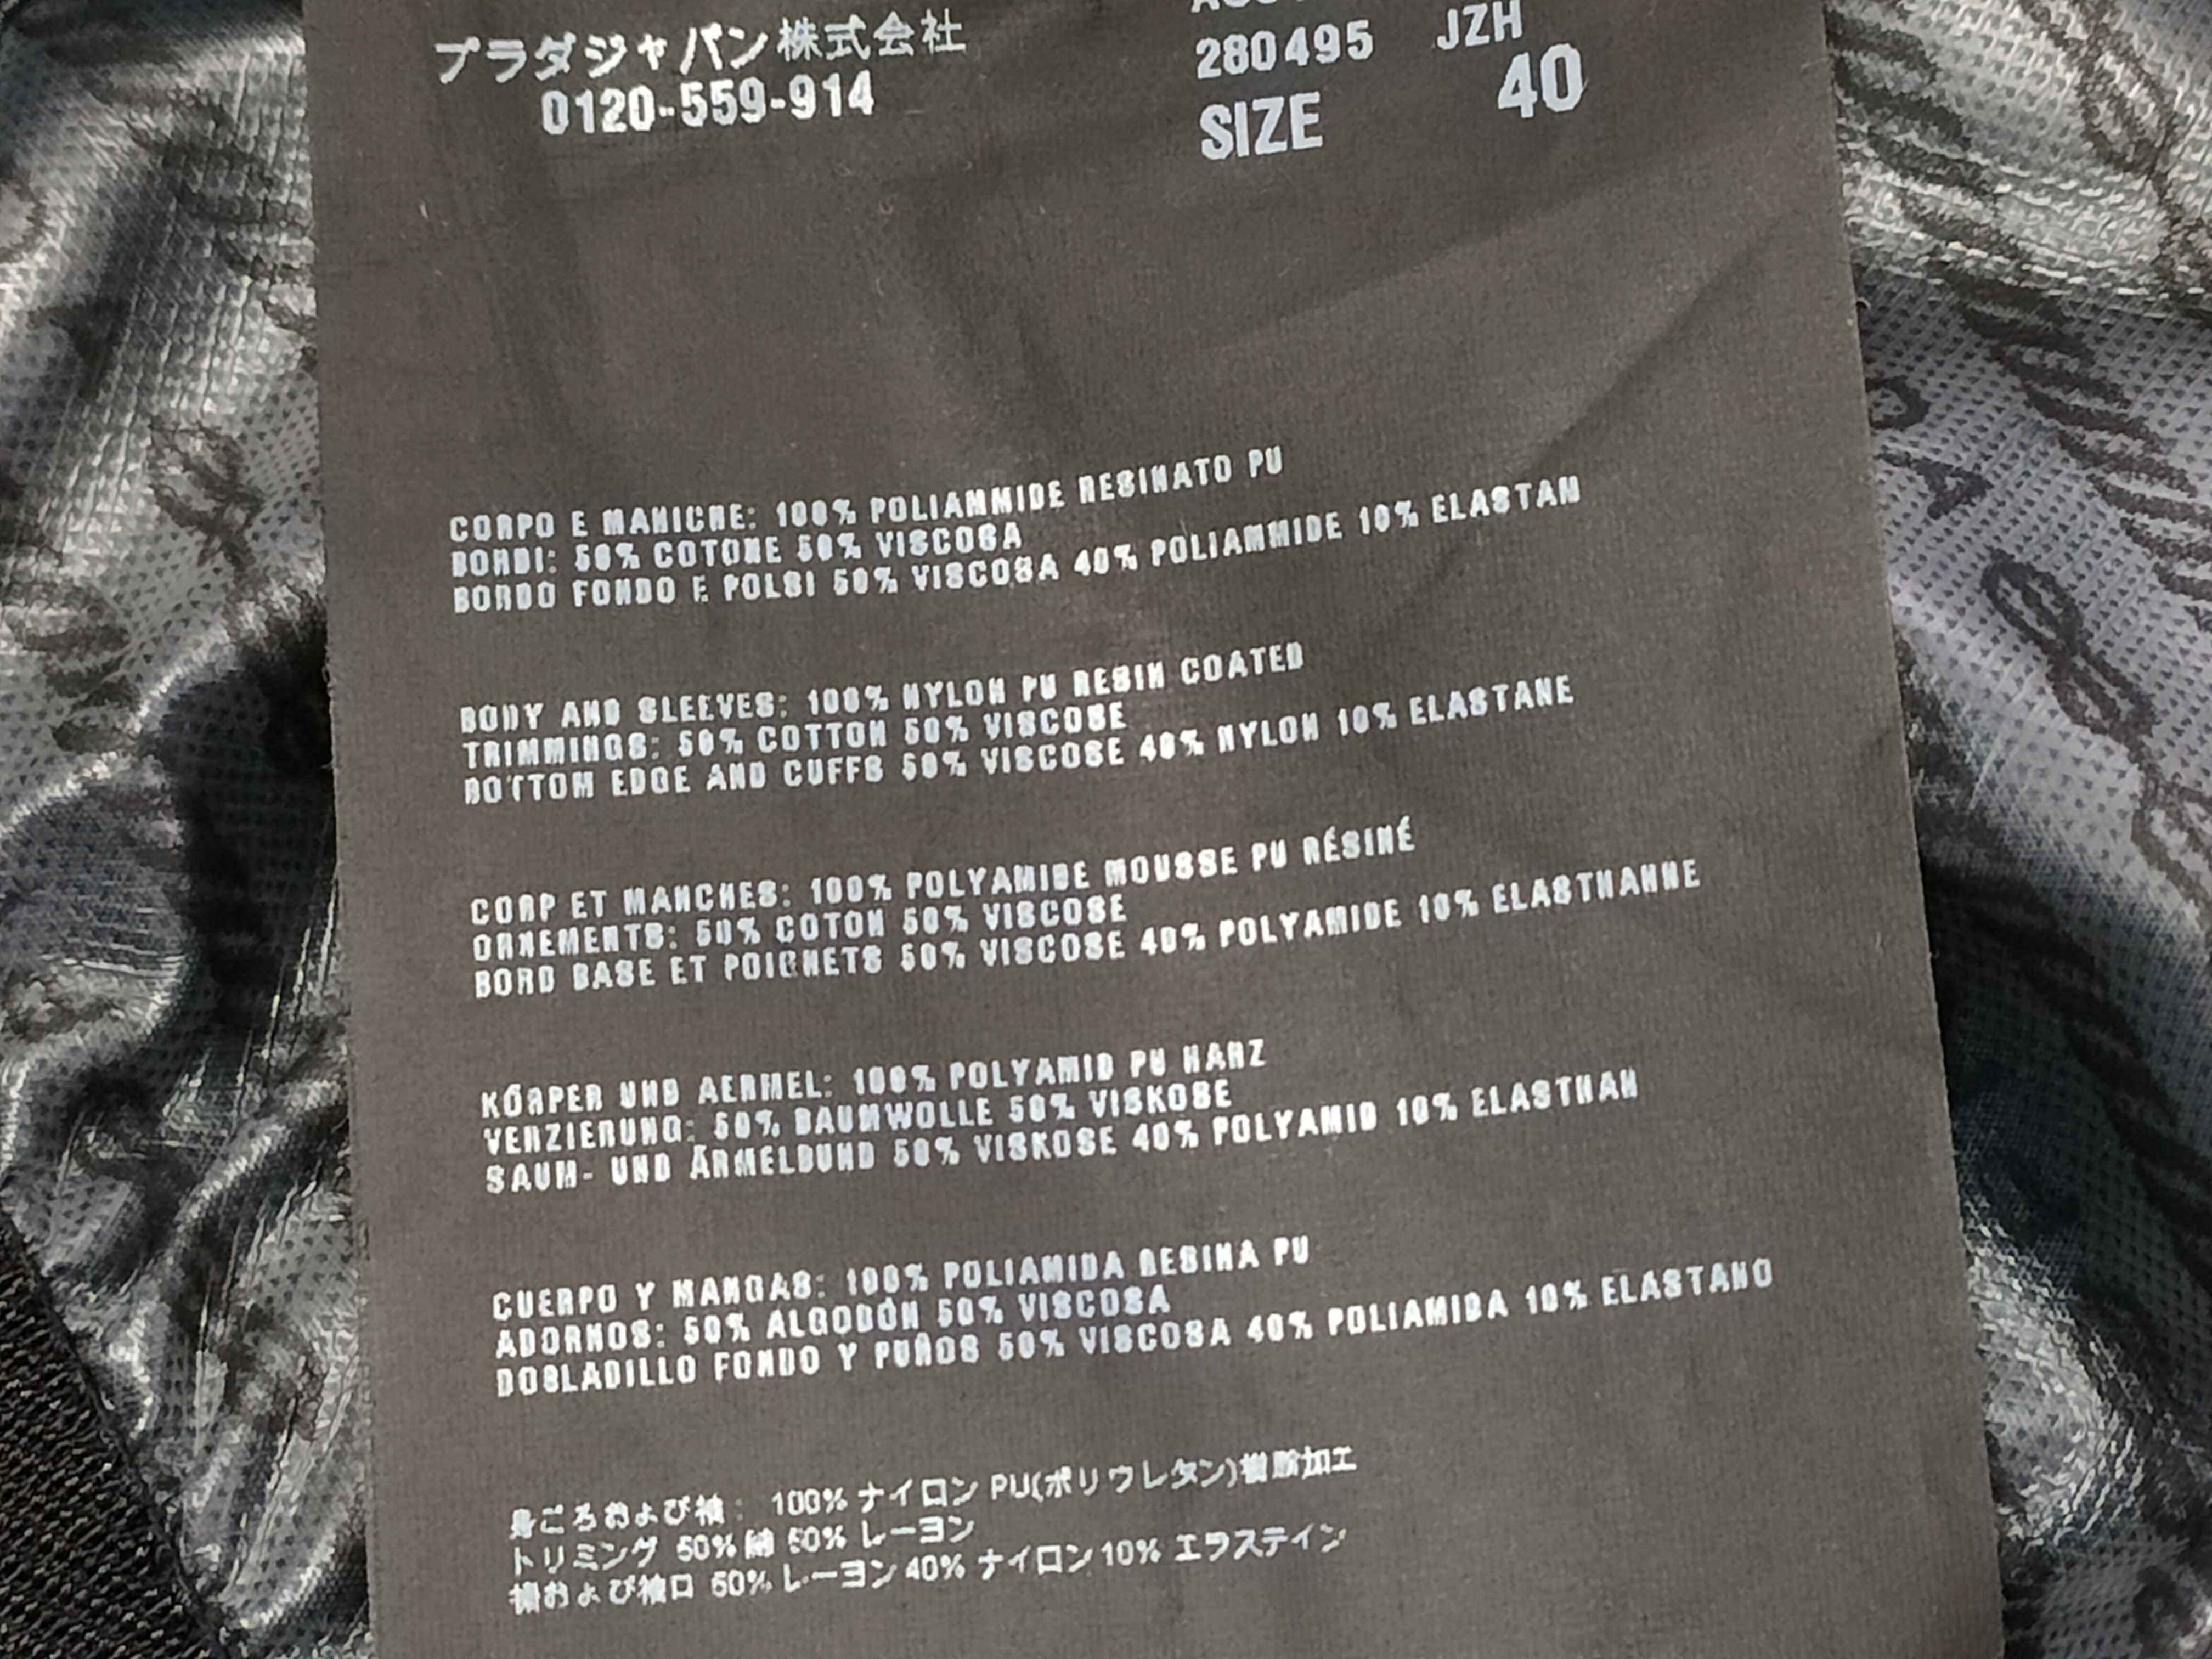 プラダジャパン株式会社
0120-559-914
280495 JZH
SIZE 40
CORPO E MANICHE: 100% POLIAMMIDE RESINATO PU
BORDI: 50% COTONE 50% VISCOSA
BORDO FONDO E POLSI 50% VISCOSA 40% POLIAMMIDE 10% ELASTAN
BODY AND SLEEVES: 100% NYLON PU RESIN COATED
TRIMMINGS: 50% COTTON 50% VISCOSE
BOTTOM EDGE AND CUFFS 50% VISCOSE 40% NYLON 10% ELASTANE
CORP ET MANCHES: 100% POLYAMIDE MOUSSE PU RÉSINÉ
ORNEMENTS: 50% COTON 50% VISCOSE
BORD BASE ET POIGNETS 50% VISCOSE 40% POLYAMIDE 10% ELASTHANNE
KÖRPER UND AERMEL: 100% POLYAMID PU HARZ
VERZIERUNG: 50% BAUMWOLLE 50% VISKOSE
SAUM- UND ÄRMELBUND 50% VISKOSE 40% POLYAMID 10% ELASTHAN
CUERPO Y MANGAS: 100% POLIAMIDA RESINA PU
ADORNOS: 50% ALGODÓN 50% VISCOSA
DOBLADILLO FONDO Y PUÑOS 50% VISCOSA 40% POLIAMIDA 10% ELASTANO
身ごろおよび袖: 100% ナイロン PU(ポリウレタン)樹脂加工
トリミング 50% 綿 50% レーヨン
裾および袖口 50% レーヨン 40% ナイロン 10% エラステイン